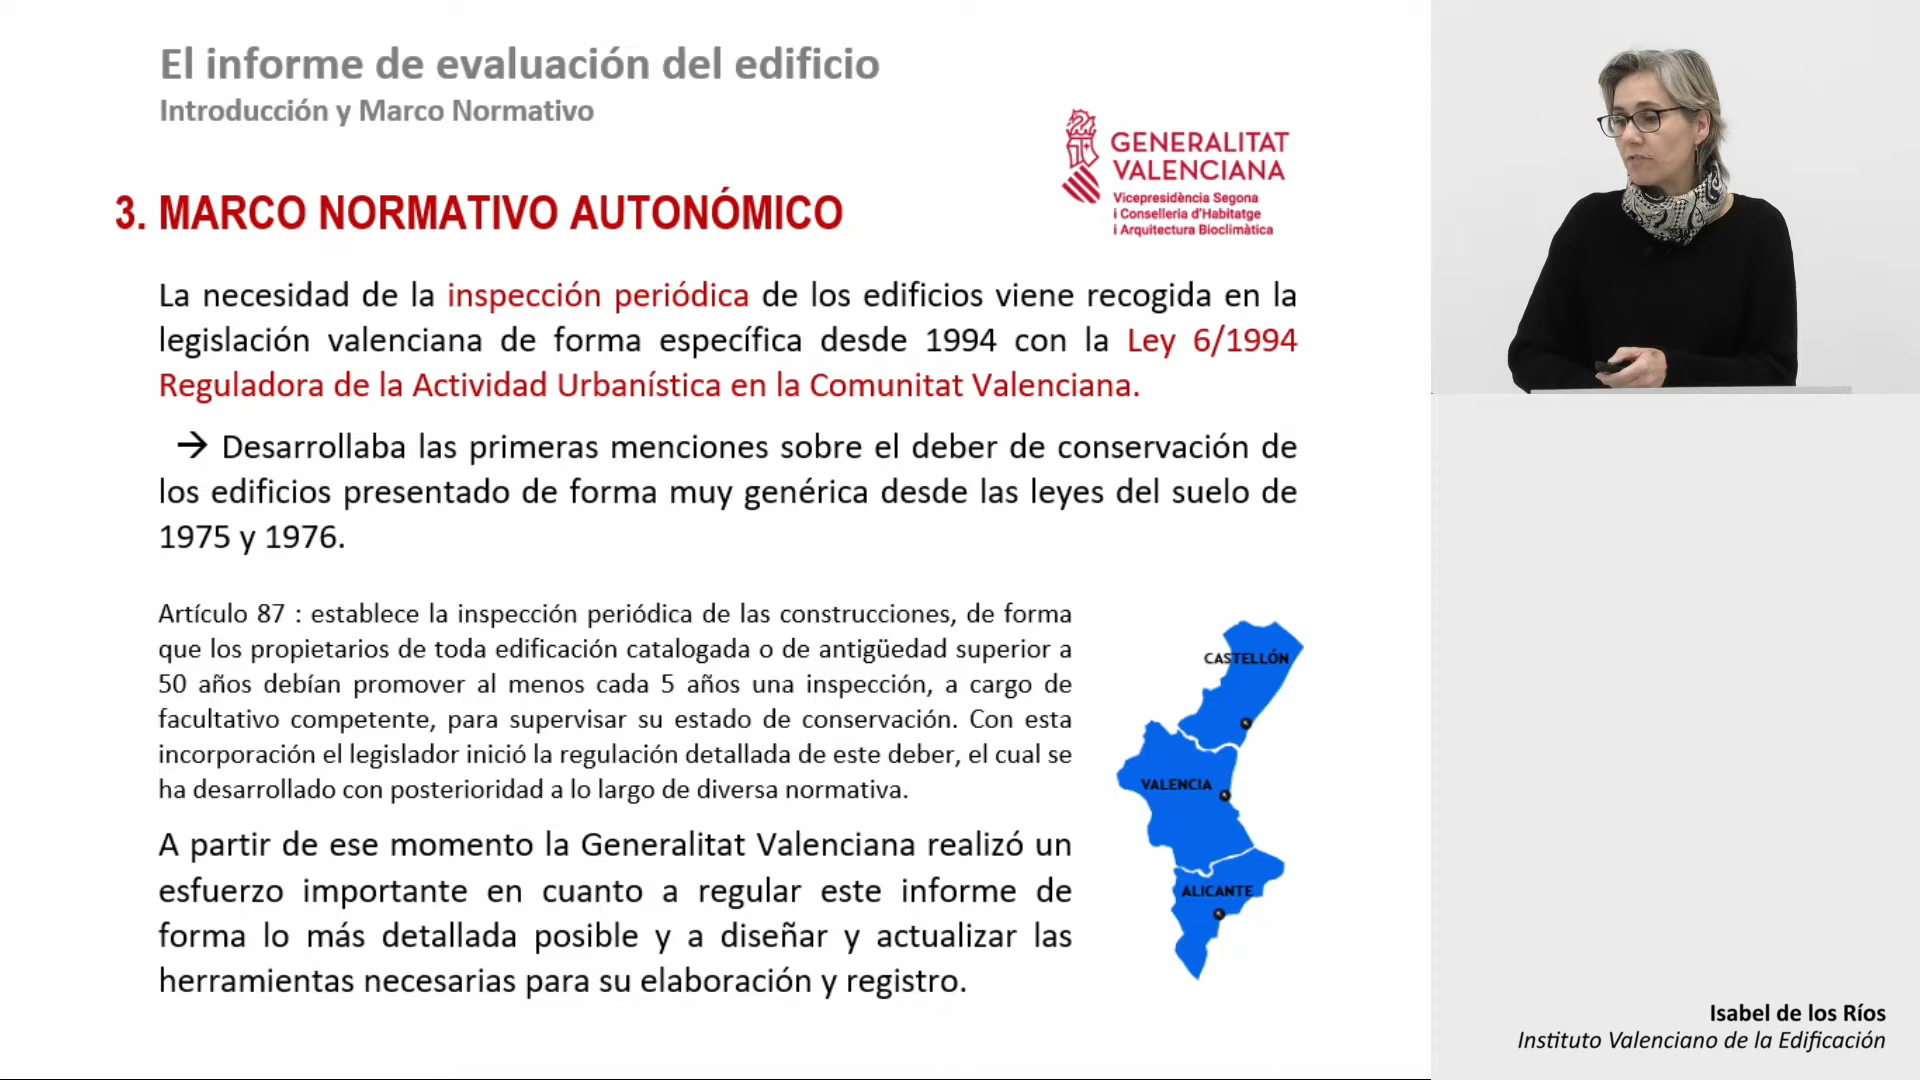 El informe de evaluación del edificio
Introducción y Marco Normativo
GENERALITAT
VALENCIANA
Vicepresidència Segona
i Conselleria d'Habitatge
i Arquitectura Bioclimàtica
3. MARCO NORMATIVO AUTONÓMICO
La necesidad de la inspección periódica de los edificios viene recogida en la
legislación valenciana de forma específica desde 1994 con la Ley 6/1994
Reguladora de la Actividad Urbanística en la Comunitat Valenciana.
→ Desarrollaba las primeras menciones sobre el deber de conservación de
los edificios presentado de forma muy genérica desde las leyes del suelo de
1975 y 1976.
Artículo 87 : establece la inspección periódica de las construcciones, de forma
que los propietarios de toda edificación catalogada o de antigüedad superior a
50 años debían promover al menos cada 5 años una inspección, a cargo de
facultativo competente, para supervisar su estado de conservación. Con esta
incorporación el legislador inició la regulación detallada de este deber, el cual se
ha desarrollado con posterioridad a lo largo de diversa normativa.
A partir de ese momento la Generalitat Valenciana realizó un
esfuerzo importante en cuanto a regular este informe de
forma lo más detallada posible y a diseñar y actualizar las
herramientas necesarias para su elaboración y registro.
CASTELLÓN
VALENCIA
ALICANTE
Isabel de los Ríos
Instituto Valenciano de la Edificación